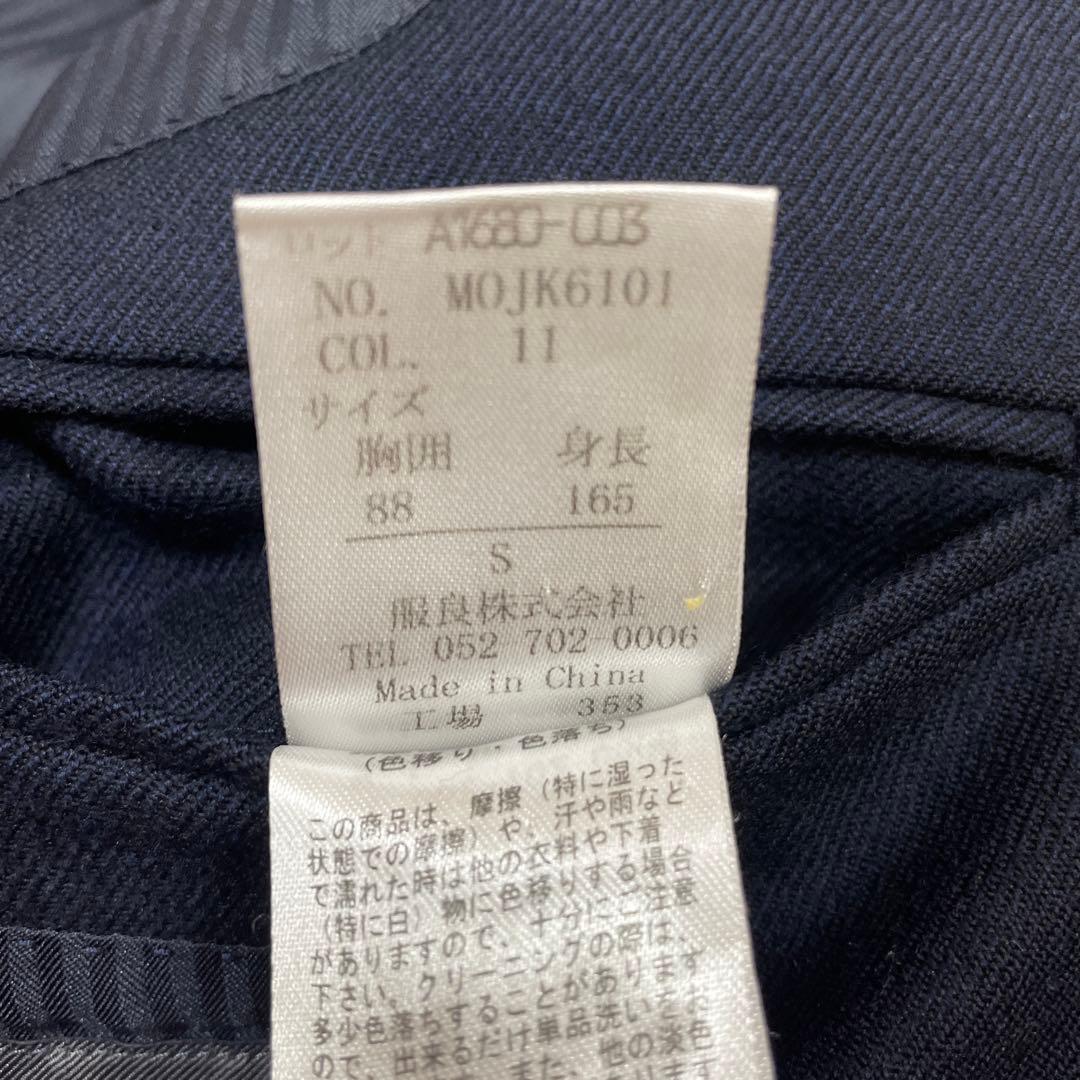 ロット A1680-003
NO. MOJK6101
COL. 11
サイズ
胸囲 身長
88 165
S
服良株式会社
TEL 052 702-0006
Made in China
工場 353
(色移り・色落ち)
この商品は、摩擦(特に湿った
状態での摩擦)や、汗や雨など
で濡れた時は他の衣料や下着
(特に白)物に色移りする場合
がありますので、十分にご注意
下さい。クリーニングの際は、
多少色落ちすることがあります
ので、出来るだけ単品洗いをお
また、他の淡色